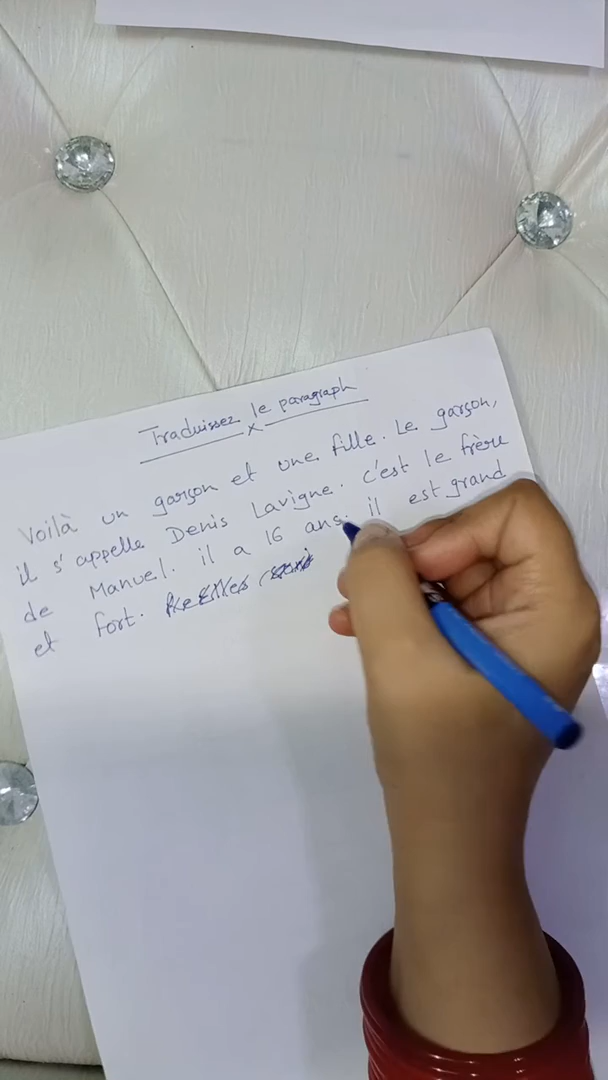 Traduissez le paragraph
Voilà un garçon et une fille. Le garçon,
il s'appelle Denis Lavigne. c'est le frère
de Manuel. il a 16 ans. il est grand
et fort.